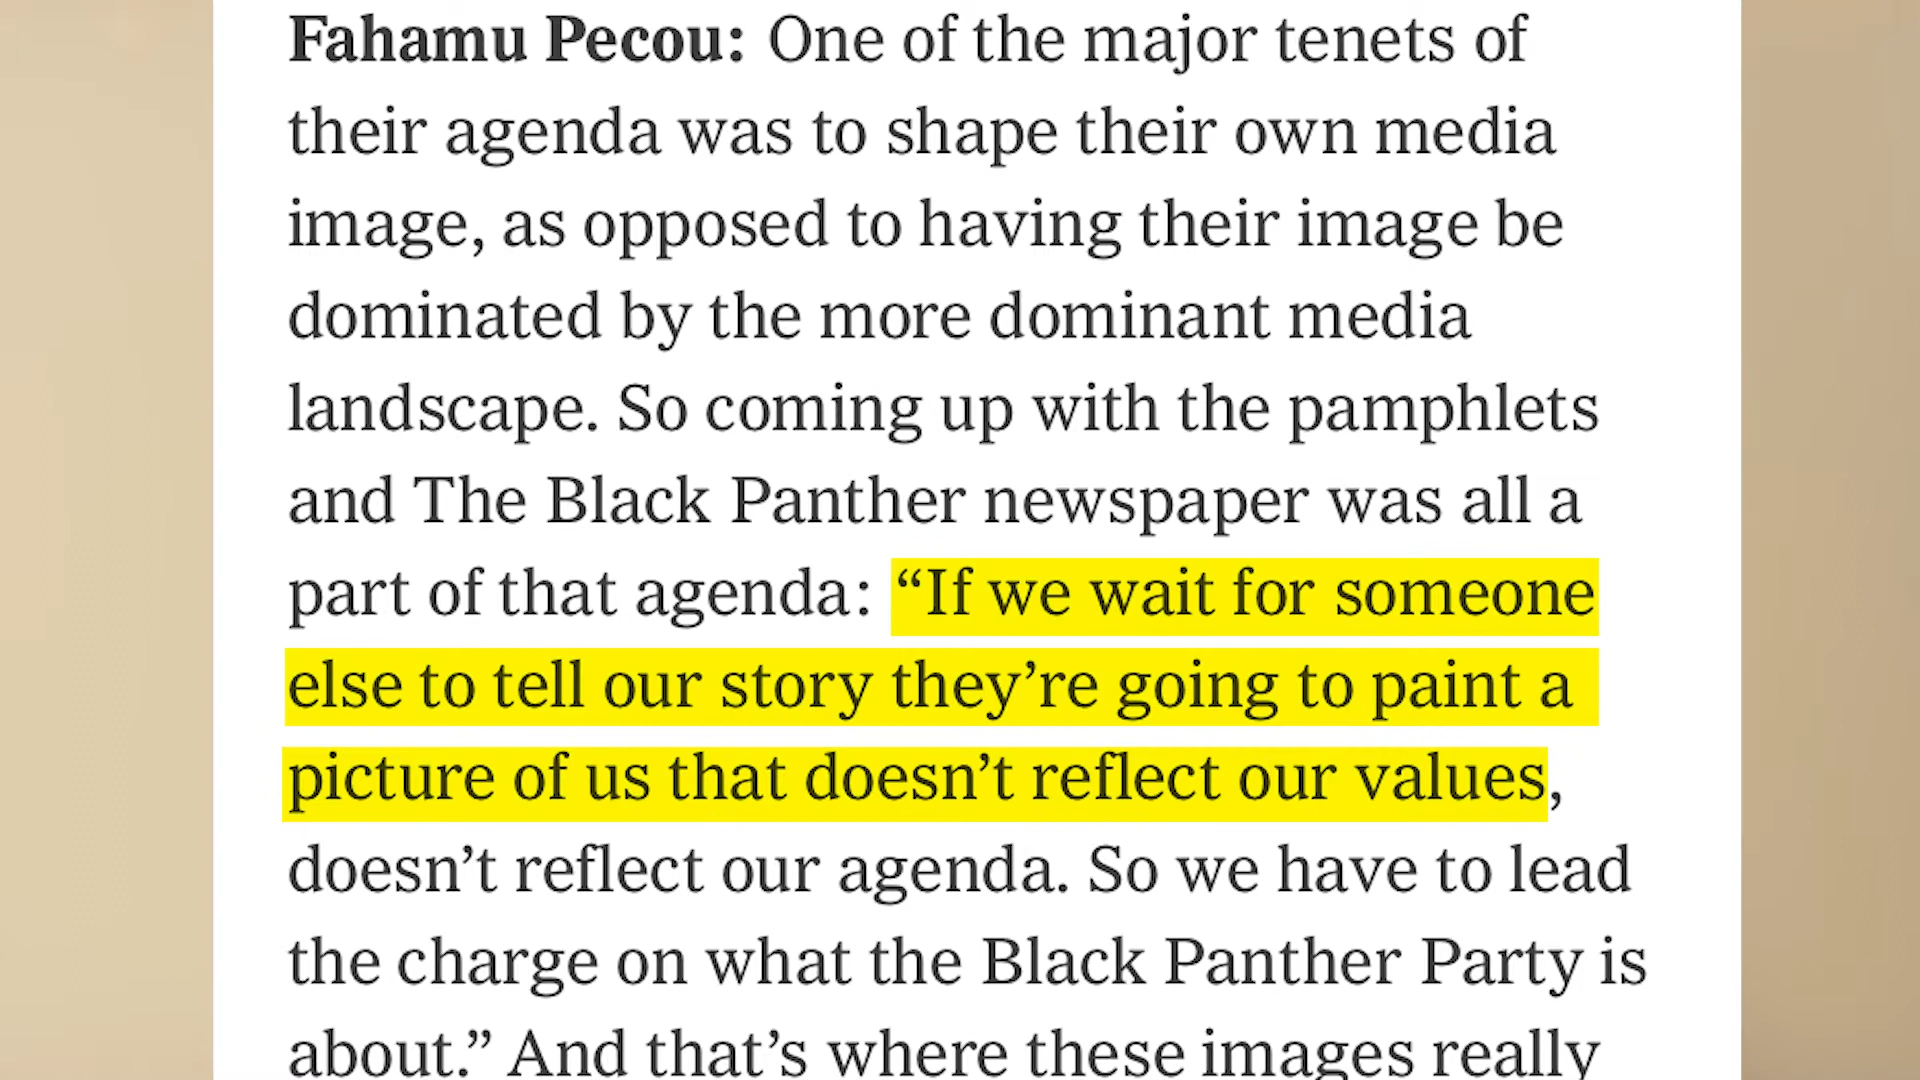 Fahamu Pecou: One of the major tenets of
their agenda was to shape their own media
image, as opposed to having their image be
dominated by the more dominant media
landscape. So coming up with the pamphlets
and The Black Panther newspaper was all a
part of that agenda: “If we wait for someone
else to tell our story they’re going to paint a
picture of us that doesn’t reflect our values,
doesn’t reflect our agenda. So we have to lead
the charge on what the Black Panther Party is
about.” And that’s where these images really